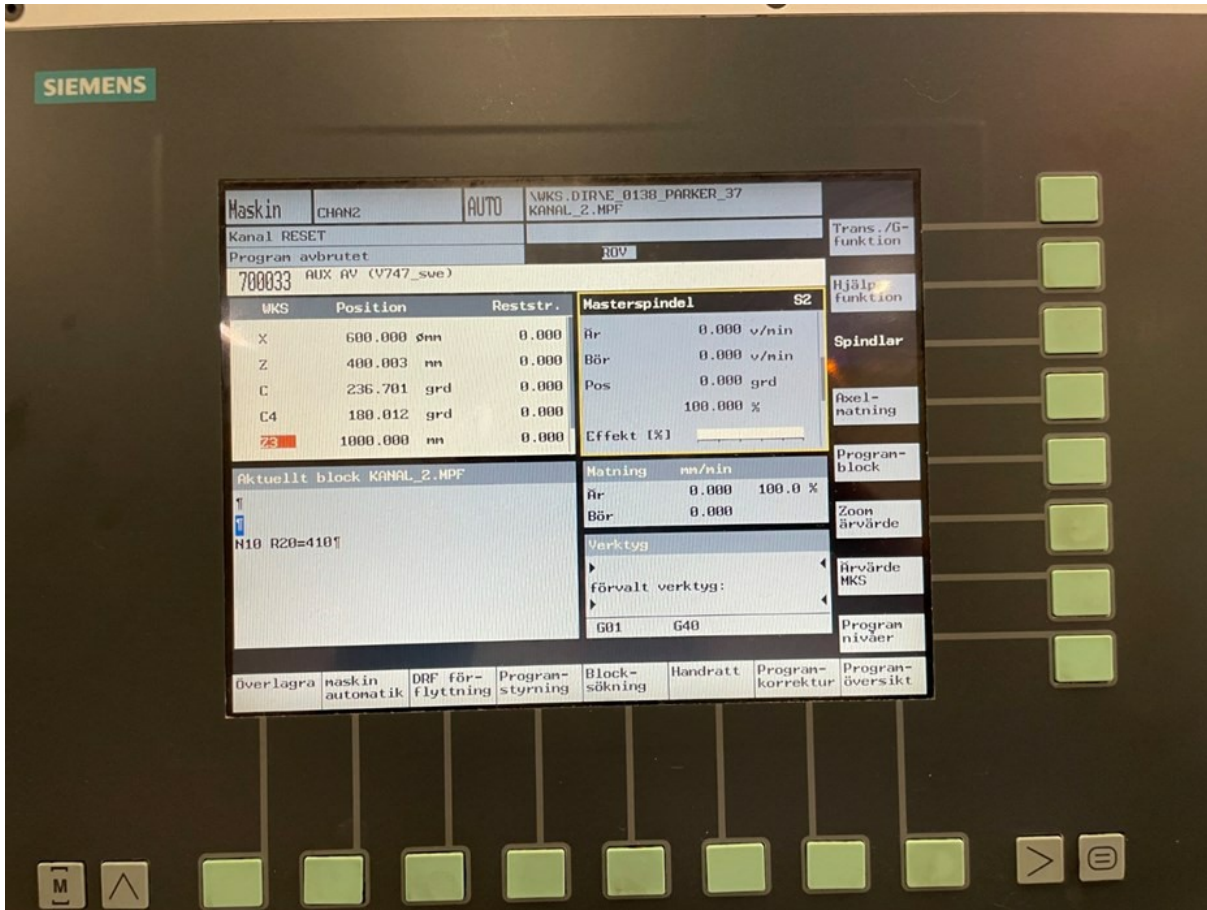 SIEMENS
Maskin
CHAN2
AUTO
\WKS.DIR\E_0138_PARKER_37
KANAL_2.MPF
Kanal RESET
Program avbrutet
ROV
700033 AUX AV (V747_swe)
WKS Position Reststr.
X 600.000 ømm 0.000
Z 400.003 mm 0.000
C 236.701 grd 0.000
C4 180.012 grd 0.000
Z3 1000.000 mm 0.000
Masterspindel S2
Är 0.000 v/min
Bör 0.000 v/min
Pos 0.000 grd
100.000 %
Effekt [%]
Aktuellt block KANAL_2.MPF
¶
¶
N10 R20=410¶
Matning mm/min
Är 0.000 100.0 %
Bör 0.000
Verktyg
förvalt verktyg:
G01 G40
Trans./G-
funktion
Hjälp
funktion
Spindlar
Axel-
matning
Program-
block
Zoom
ärvärde
Ärvärde
MKS
Program
nivåer
Överlagra
maskin
automatik
DRF för-
flyttning
Program-
styrning
Block-
sökning
Handratt
Program-
korrektur
Program-
översikt
M